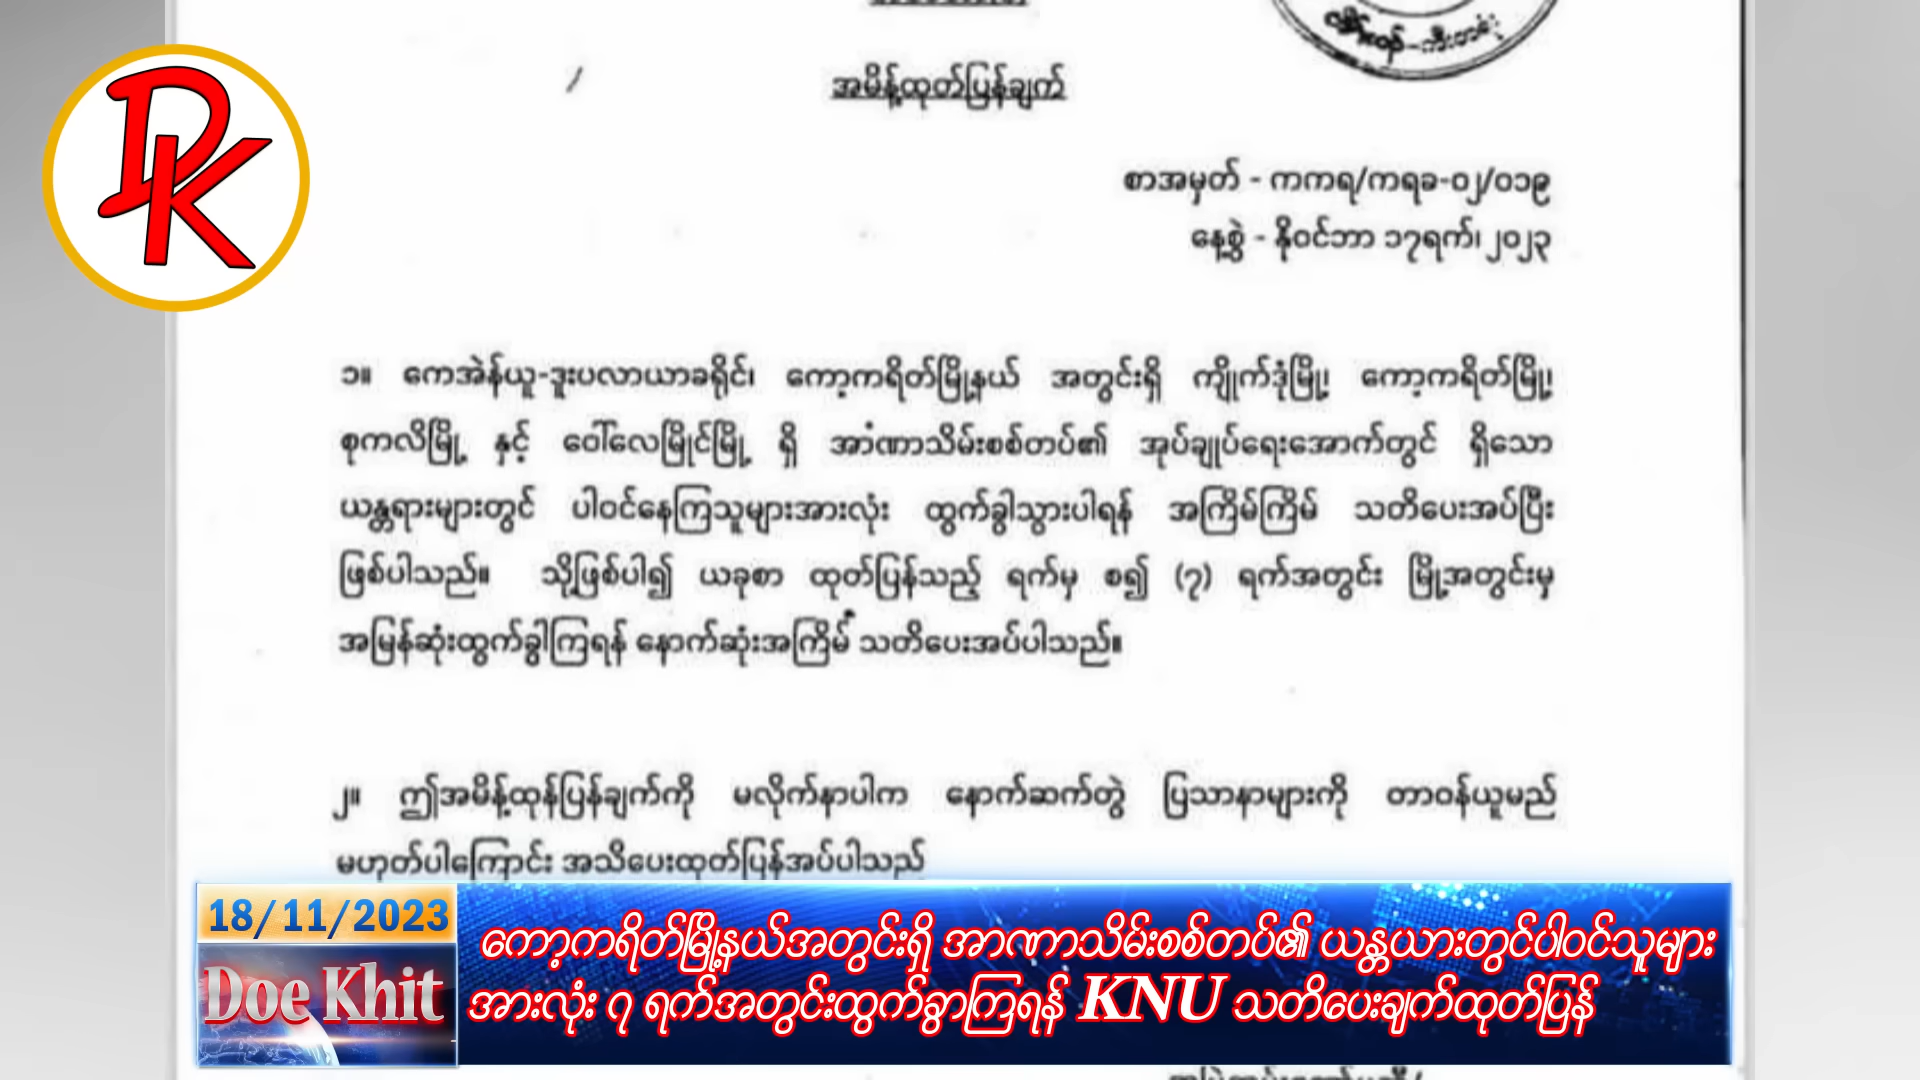 လှိုင်းဝန် - ကီးတာုံ
အမိန့်ထုတ်ပြန်ချက်
စာအမှတ် - ကကရ/ကရခ-၀၂/၀၁၉
နေ့စွဲ - နိုဝင်ဘာ ၁၇ရက်၊ ၂၀၂၃
DK
၁။ ကေအဲန်ယူ-ဒူးပလာယာခရိုင်၊ ကော့ကရိတ်မြို့နယ် အတွင်းရှိ ကျိုက်ဒုံမြို့၊ ကော့ကရိတ်မြို့၊
စုကလိမြို့ နှင့် ဝေါ်လေမြိုင်မြို့ ရှိ အာဏာသိမ်းစစ်တပ်၏ အုပ်ချုပ်ရေးအောက်တွင် ရှိသော
ယန္တရားများတွင် ပါဝင်နေကြသူများအားလုံး ထွက်ခွါသွားပါရန် အကြိမ်ကြိမ် သတိပေးအပ်ပြီး
ဖြစ်ပါသည်။ သို့ဖြစ်ပါ၍ ယခုစာ ထုတ်ပြန်သည့် ရက်မှ စ၍ (၇) ရက်အတွင်း မြို့အတွင်းမှ
အမြန်ဆုံးထွက်ခွါကြရန် နောက်ဆုံးအကြိမ် သတိပေးအပ်ပါသည်။
၂။ ဤအမိန့်ထုန်ပြန်ချက်ကို မလိုက်နာပါက နောက်ဆက်တွဲ ပြသာနာများကို တာဝန်ယူမည်
မဟုတ်ပါကြောင်း အသိပေးထုတ်ပြန်အပ်ပါသည်
18/11/2023
Doe Khit
ကော့ကရိတ်မြို့နယ်အတွင်းရှိ အာဏာသိမ်းစစ်တပ်၏ ယန္တယားတွင်ပါဝင်သူများ
အားလုံး ၇ ရက်အတွင်းထွက်ခွာကြရန် KNU သတိပေးချက်ထုတ်ပြန်